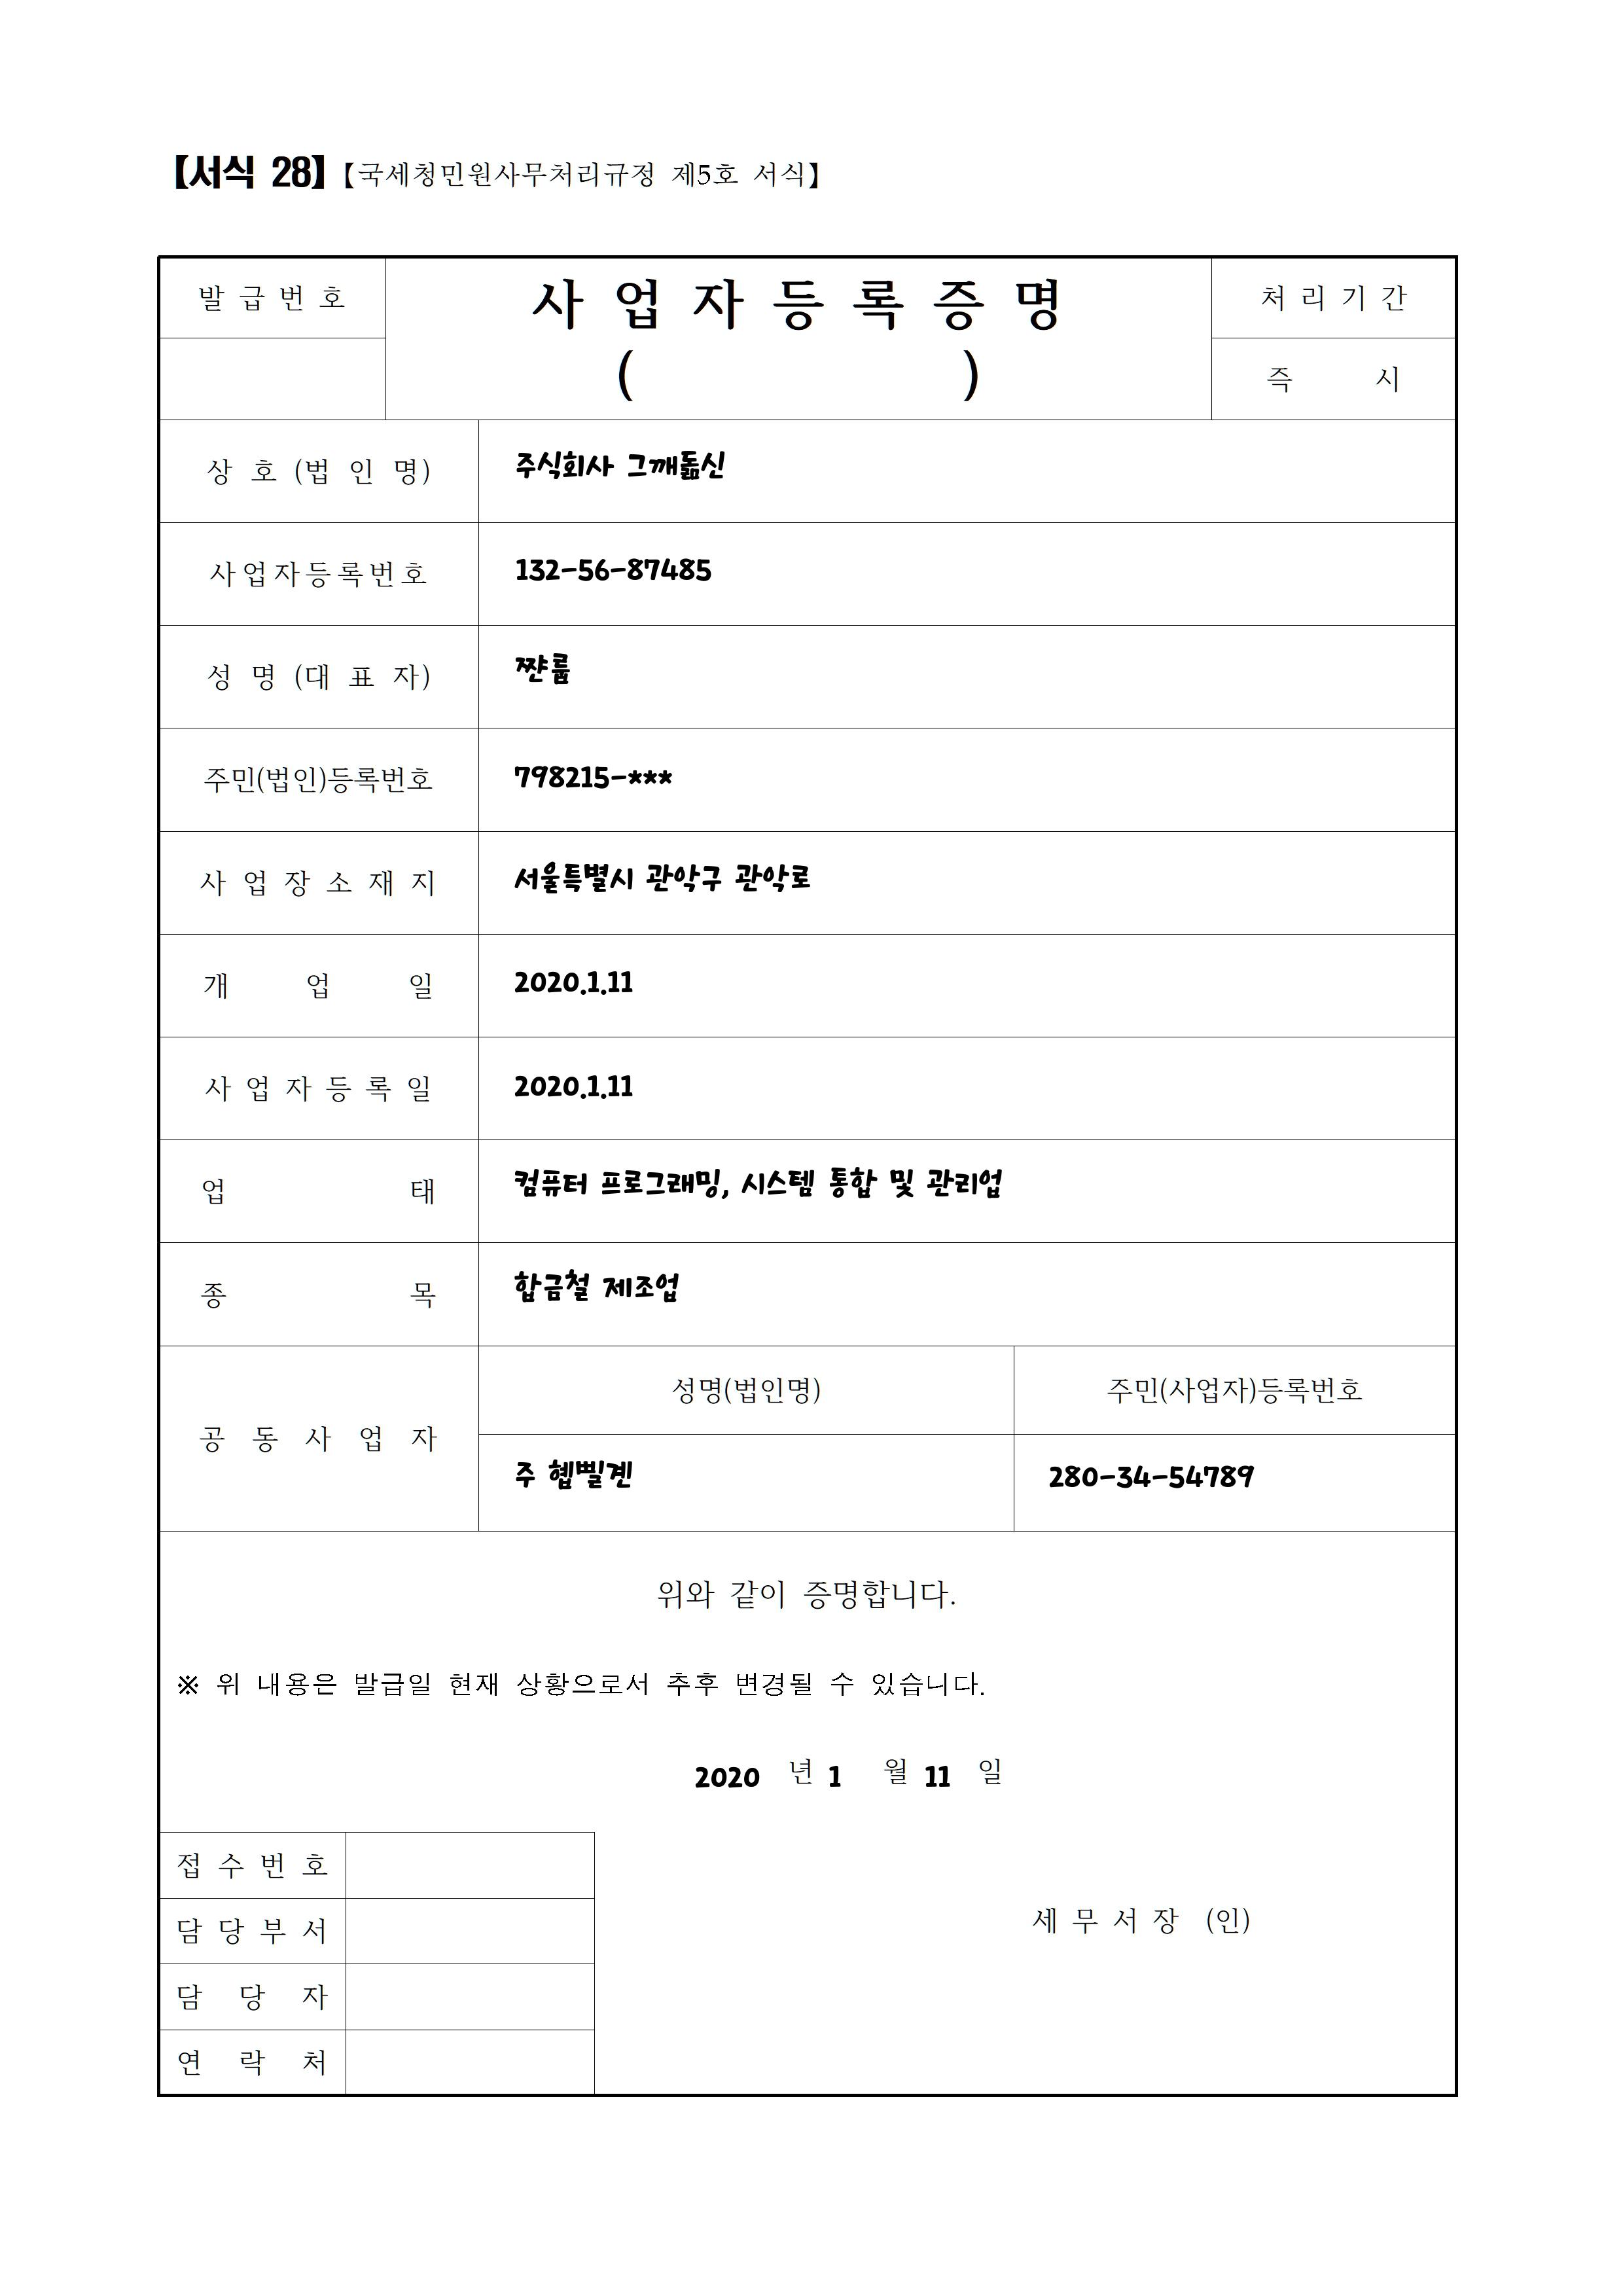 【서식 28】【국세청민원사무처리규정 제5호 서식】
발급번호
사업자등록증명
( )
처리기간
즉 시
상 호 (법 인 명) 주식회사 그깨돎신
사업자등록번호 132-56-87485
성 명 (대 표 자) 쨘룹
주민(법인)등록번호 798215-***
사업장소재지 서울특별시 관악구 관악로
개 업 일 2020.1.11
사업자등록일 2020.1.11
업 태 컴퓨터 프로그래밍, 시스템 통합 및 관리업
종 목 합금철 제조업
공동사업자
성명(법인명) 주민(사업자)등록번호
주 헵삘곈 280-34-54789
위와 같이 증명합니다.
※ 위 내용은 발급일 현재 상황으로서 추후 변경될 수 있습니다.
2020 년 1 월 11 일
접수번호
담당부서
담 당 자
연 락 처
세 무 서 장 (인)